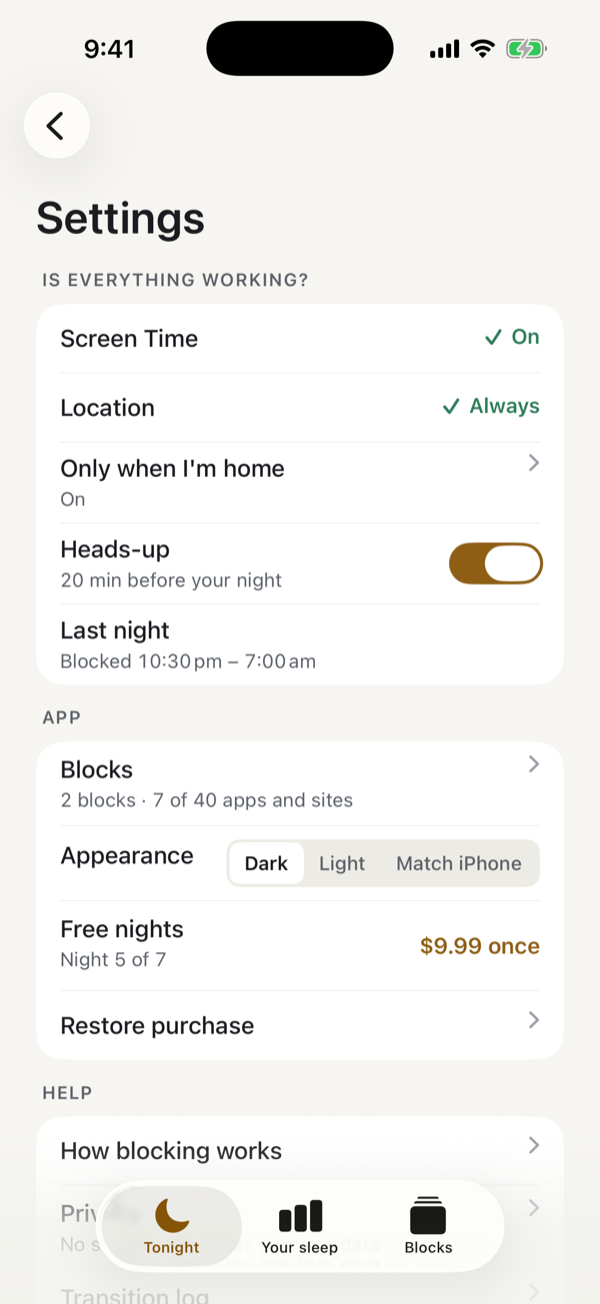 9:41
Settings
IS EVERYTHING WORKING?
Screen Time
On
Location
Always
Only when I'm home
On
Heads-up
20 min before your night
Last night
Blocked 10:30 pm – 7:00 am
APP
Blocks
2 blocks · 7 of 40 apps and sites
Appearance
Dark
Light
Match iPhone
Free nights
Night 5 of 7
$9.99 once
Restore purchase
HELP
How blocking works
No
Tonight
Your sleep
Blocks
Transition log